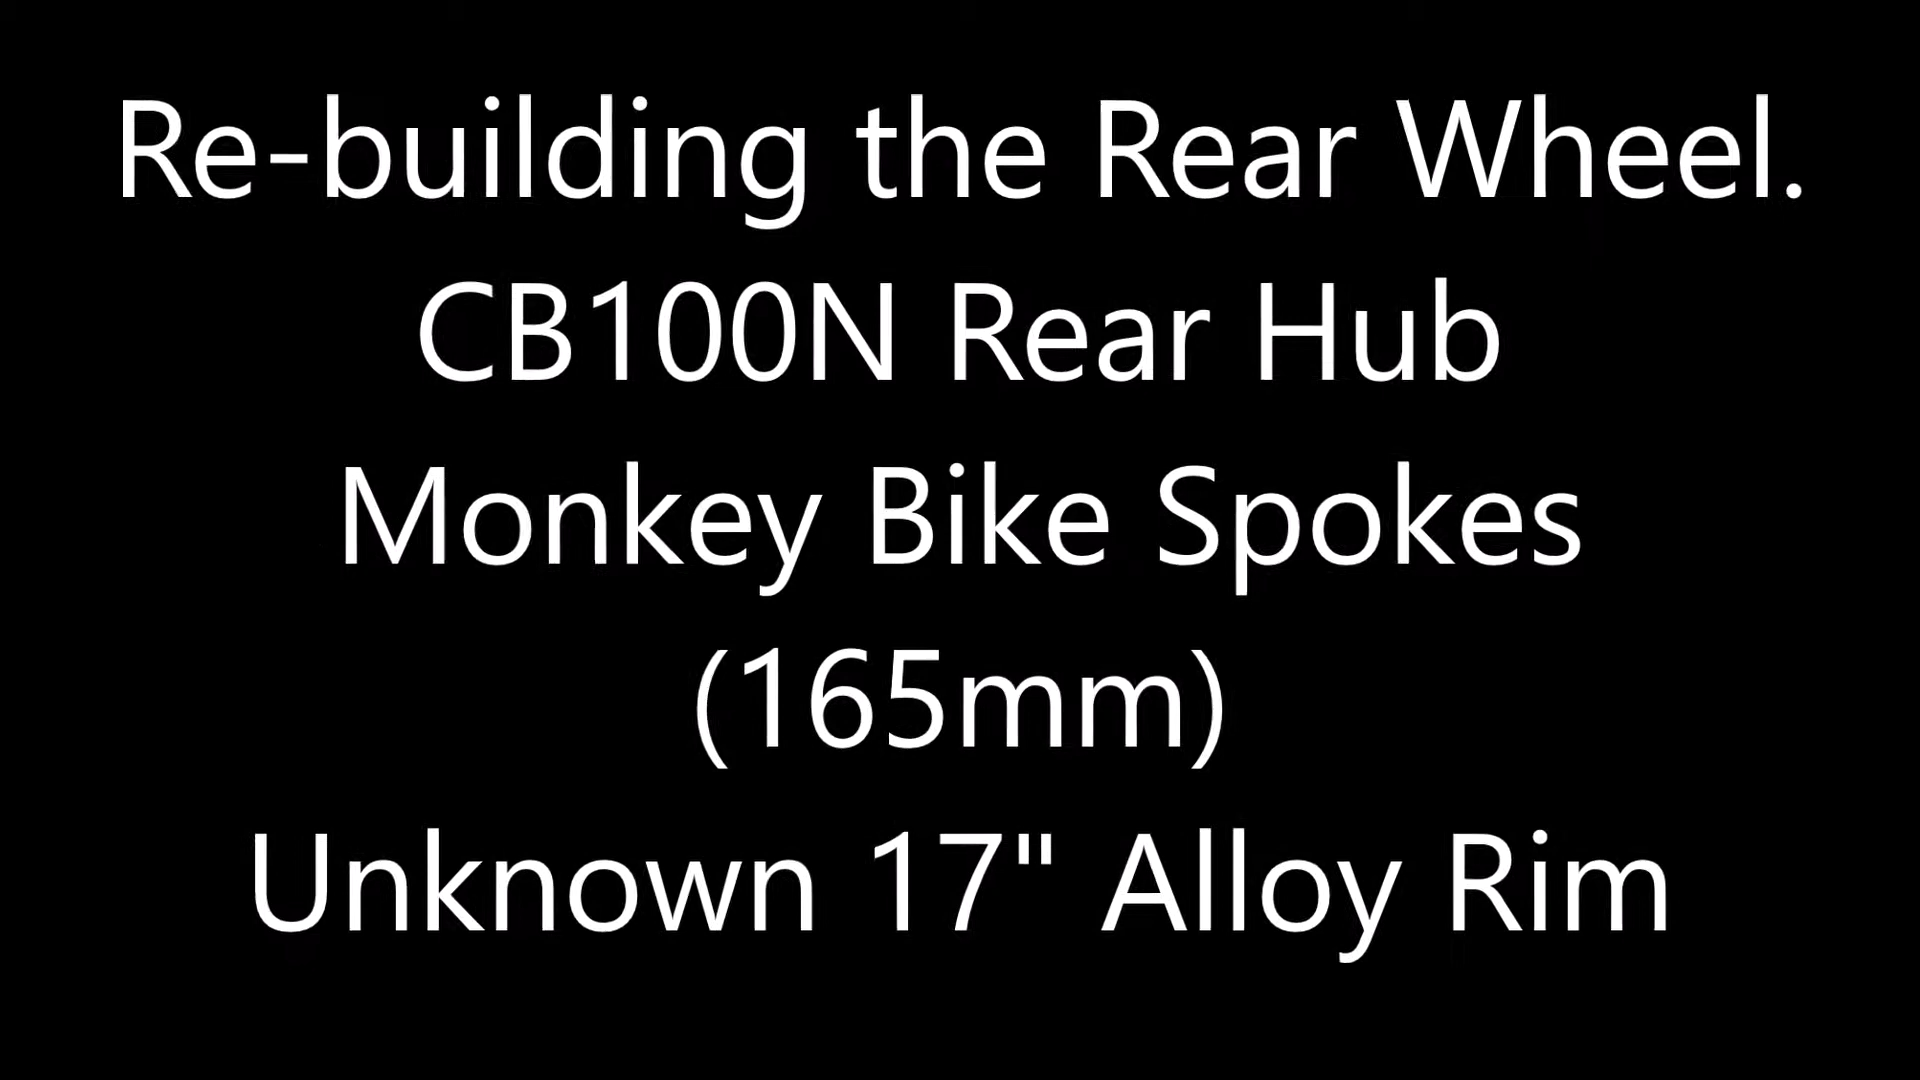 Re-building the Rear Wheel.
CB100N Rear Hub
Monkey Bike Spokes
(165mm)
Unknown 17" Alloy Rim